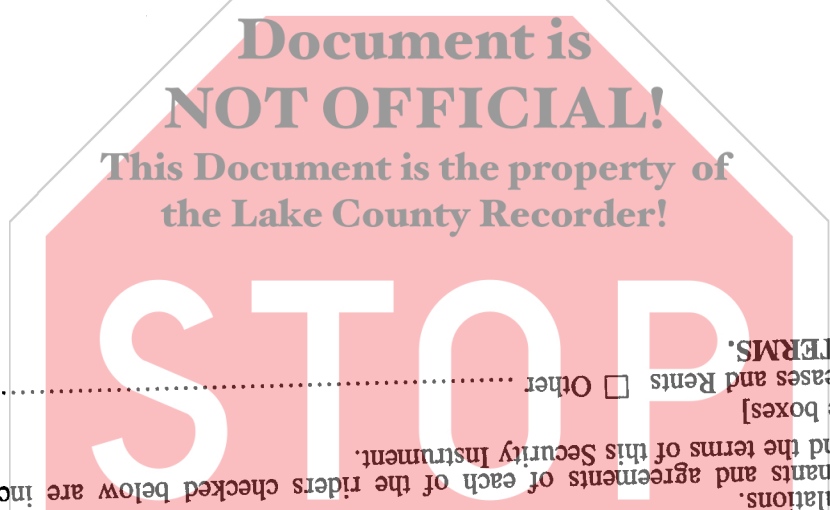 Document is
NOT OFFICIAL!
This Document is the property of
the Lake County Recorder!
STOP
lations.
nants and agreements of each of the riders checked below are inc
nd the terms of this Security Instrument.
e boxes]
eases and Rents ☐ Other ..............................................................
TERMS.